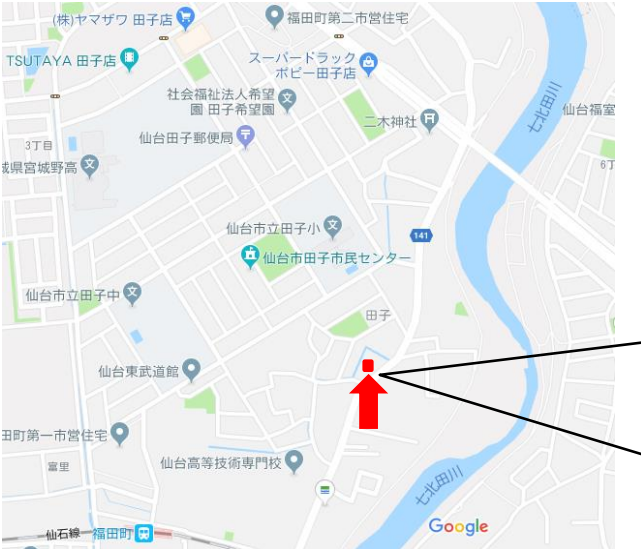 (株)ヤマザワ 田子店
福田町第二市営住宅
TSUTAYA 田子店
スーパードラッグ
ポピー田子店
社会福祉法人希望
園 田子希望園
二木神社
七北田川
仙台福室
仙台田子郵便局
3丁目
城県宮城野高
6丁
仙台市立田子小
141
仙台市田子市民センター
仙台市立田子中
田子
仙台東武道館
田町第一市営住宅
仙台高等技術専門校
富里
七北田川
仙石線
福田町
Google